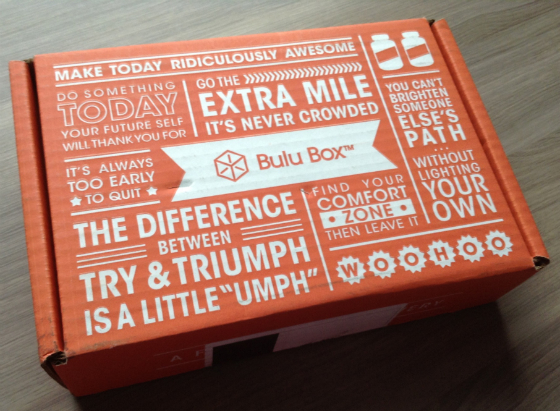 MAKE TODAY RIDICULOUSLY AWESOME
DO SOMETHING
TODAY
YOUR FUTURE SELF
WILL THANK YOU FOR
GO THE
EXTRA MILE
IT'S NEVER CROWDED
YOU CAN'T
BRIGHTEN
SOMEONE
ELSE'S
PATH
...
WITHOUT
LIGHTING
YOUR
OWN
IT'S ALWAYS
TOO EARLY
TO QUIT
Bulu Box™
THE DIFFERENCE
BETWEEN
TRY & TRIUMPH
IS A LITTLE "UMPH"
FIND YOUR
COMFORT
ZONE
THEN LEAVE IT
WOOHOO